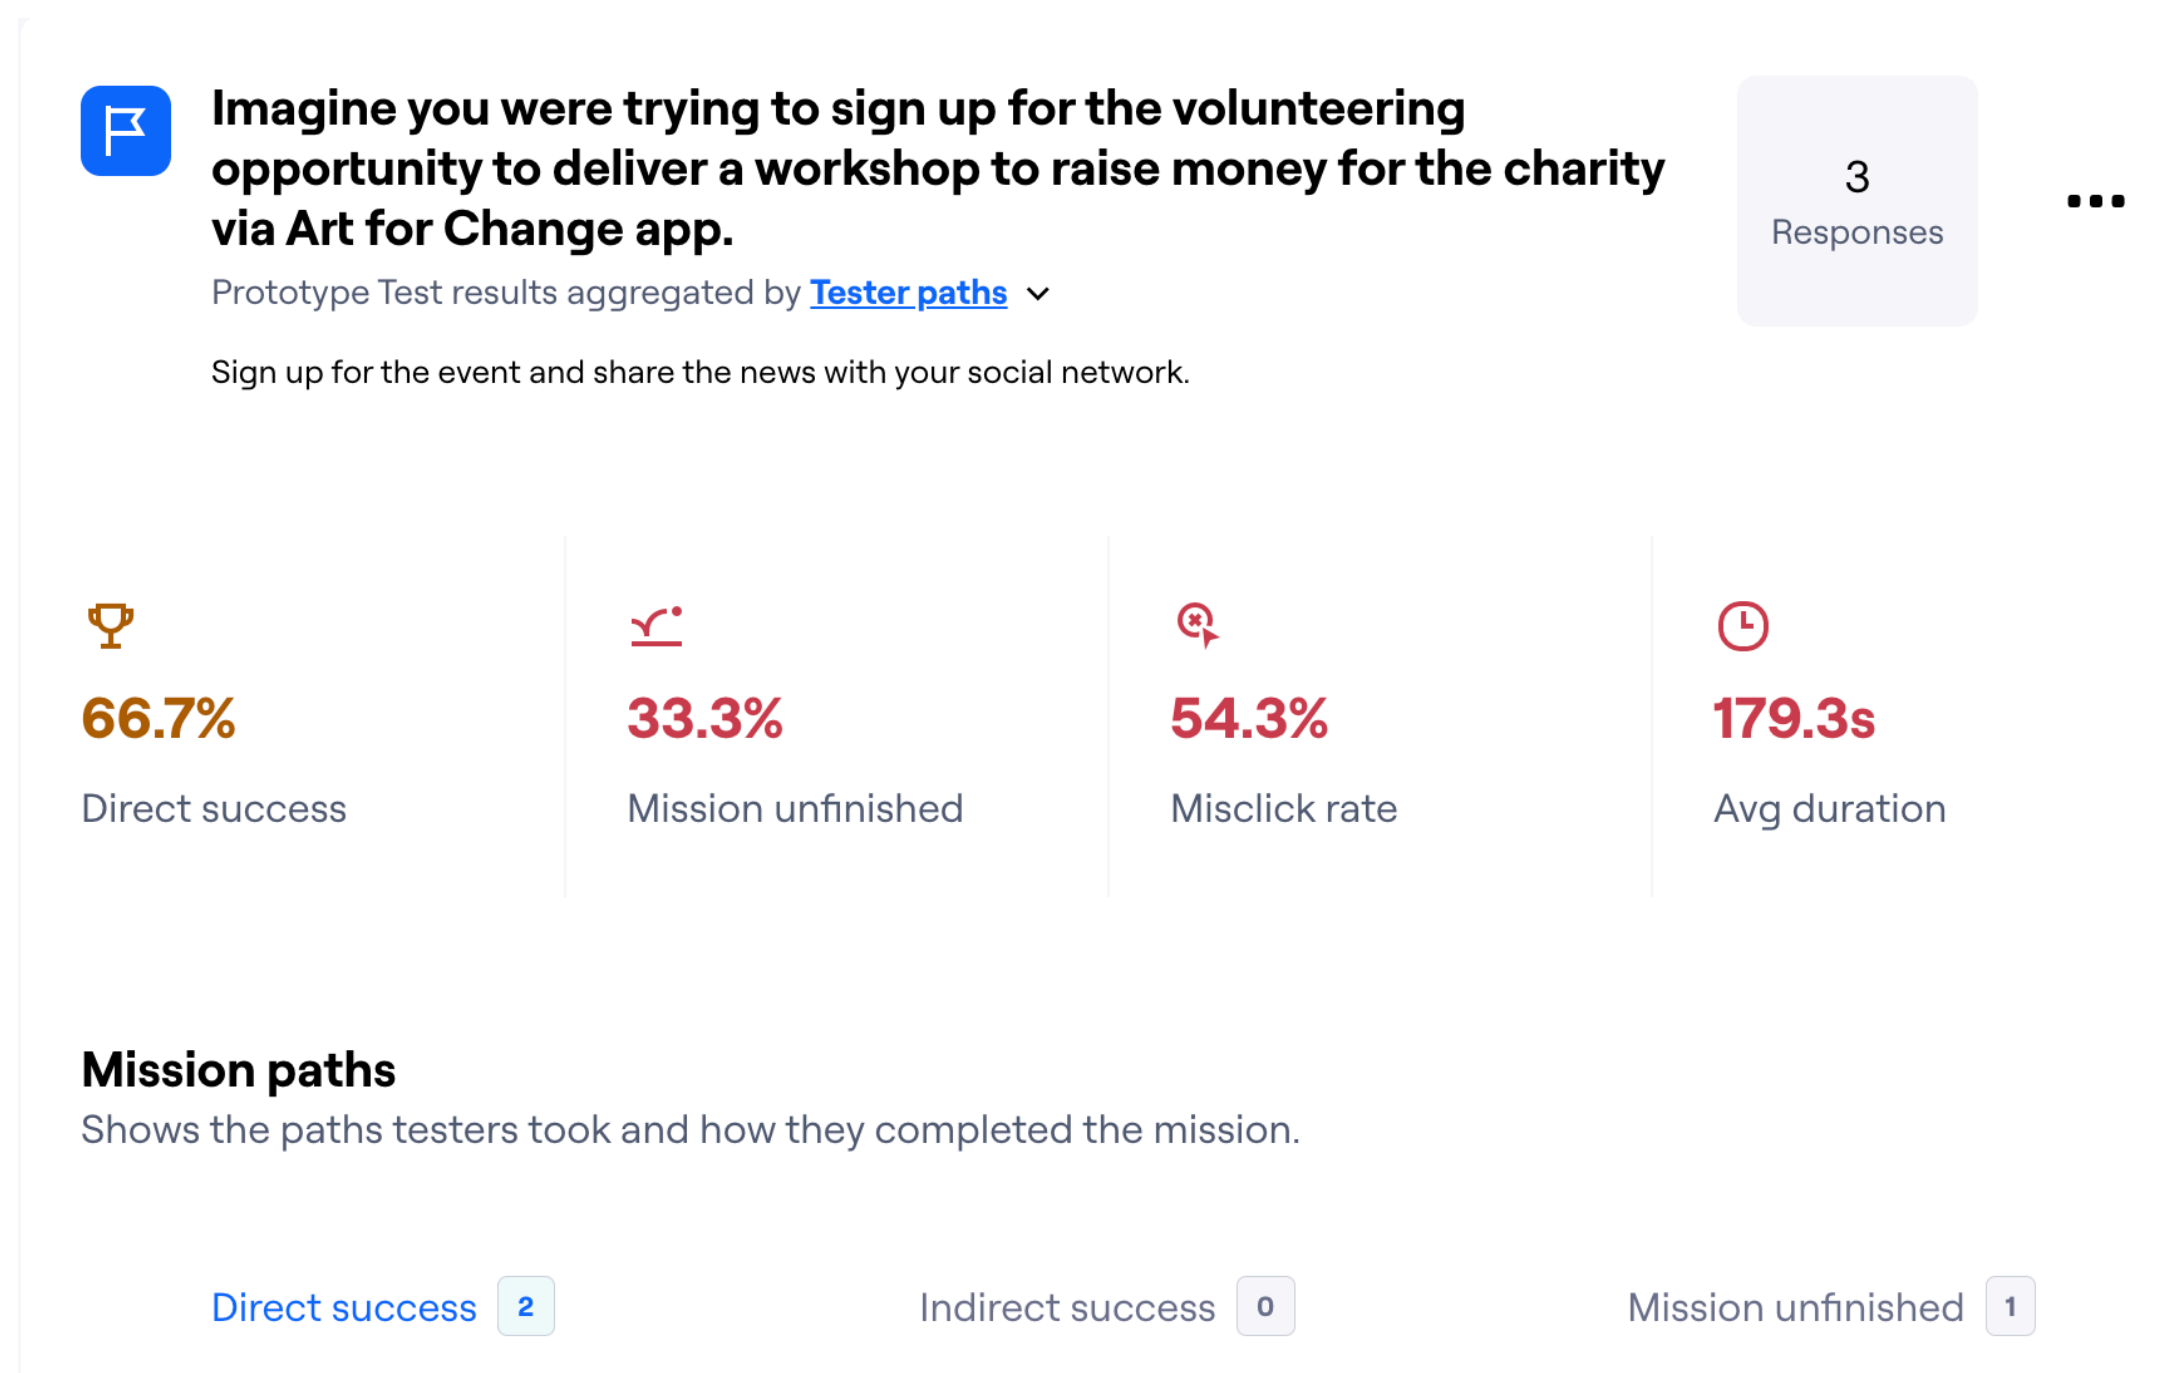 Imagine you were trying to sign up for the volunteering
opportunity to deliver a workshop to raise money for the charity
via Art for Change app.
Prototype Test results aggregated by Tester paths
Sign up for the event and share the news with your social network.
3
Responses
66.7%
Direct success
33.3%
Mission unfinished
54.3%
Misclick rate
179.3s
Avg duration
Mission paths
Shows the paths testers took and how they completed the mission.
Direct success 2
Indirect success 0
Mission unfinished 1